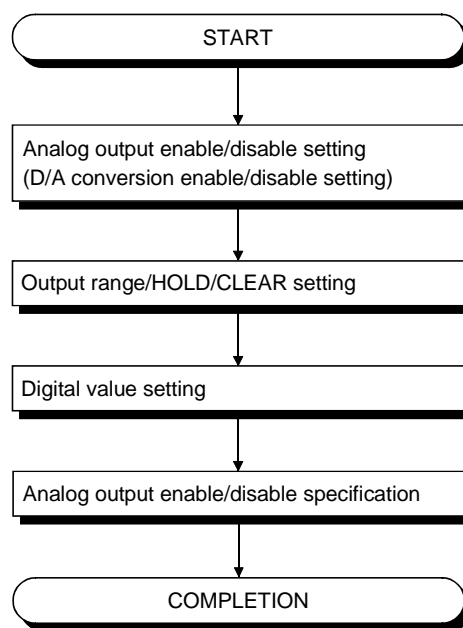 START
Analog output enable/disable setting
(D/A conversion enable/disable setting)
Output range/HOLD/CLEAR setting
Digital value setting
Analog output enable/disable specification
COMPLETION